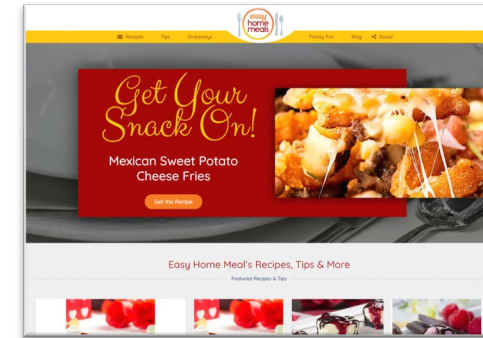 easy
home
meals
Recipes Tips Giveaways Family Fun Blog Social
Get Your
Snack On!
Mexican Sweet Potato
Cheese Fries
Get the Recipe
Easy Home Meal's Recipes, Tips & More
Featured Recipes & Tips